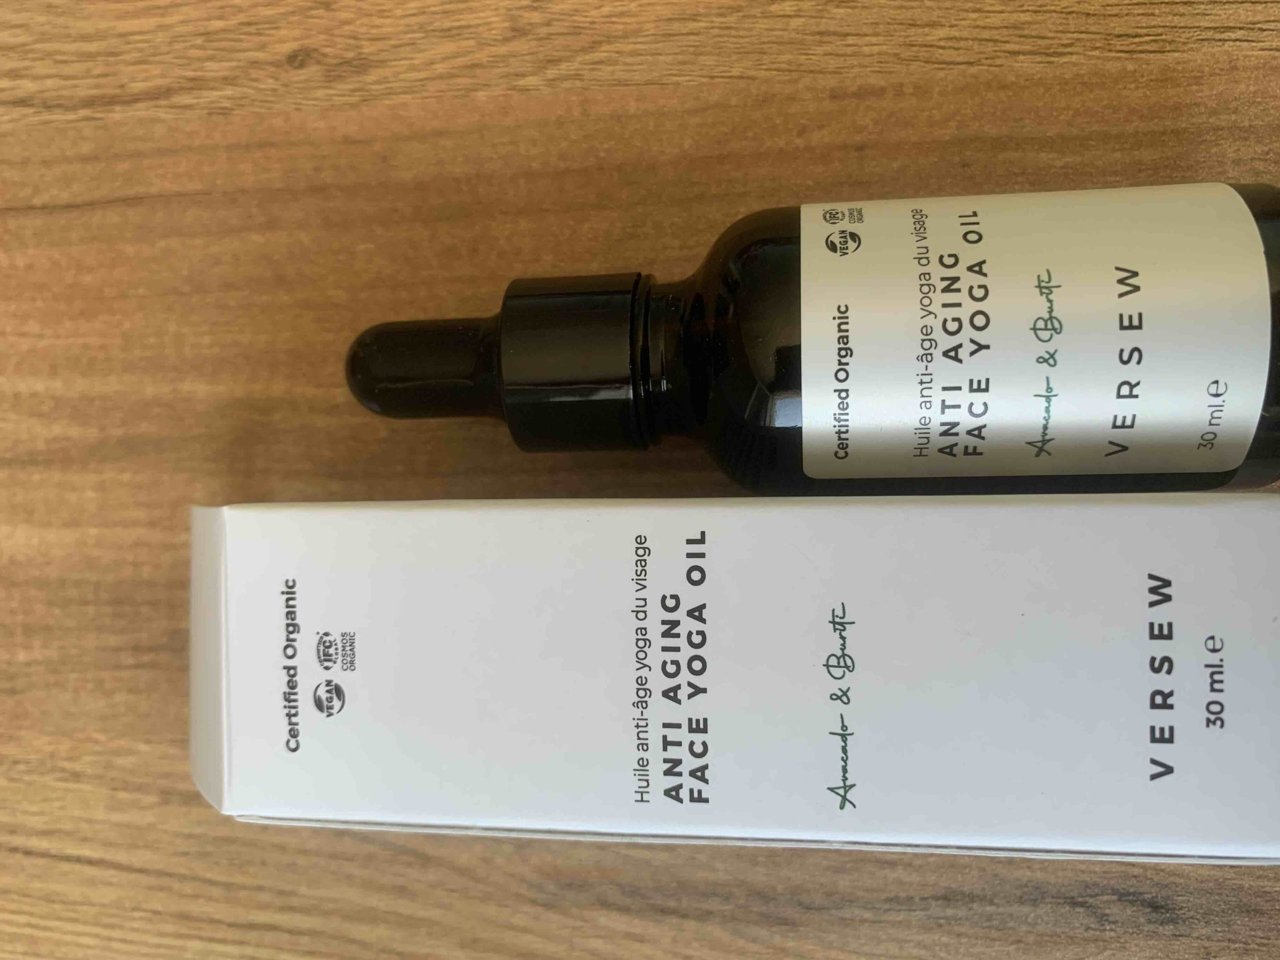 Certified Organic
VEGAN
IFC
COSMOS
ORGANIC
Huile anti-âge yoga du visage
ANTI AGING
FACE YOGA OIL
Avocado & Buriti
VERSEW
30 ml.e
Certified Organic
VEGAN
IFC
COSMOS
ORGANIC
Huile anti-âge yoga du visage
ANTI AGING
FACE YOGA OIL
Avocado & Buriti
VERSEW
30 ml.e